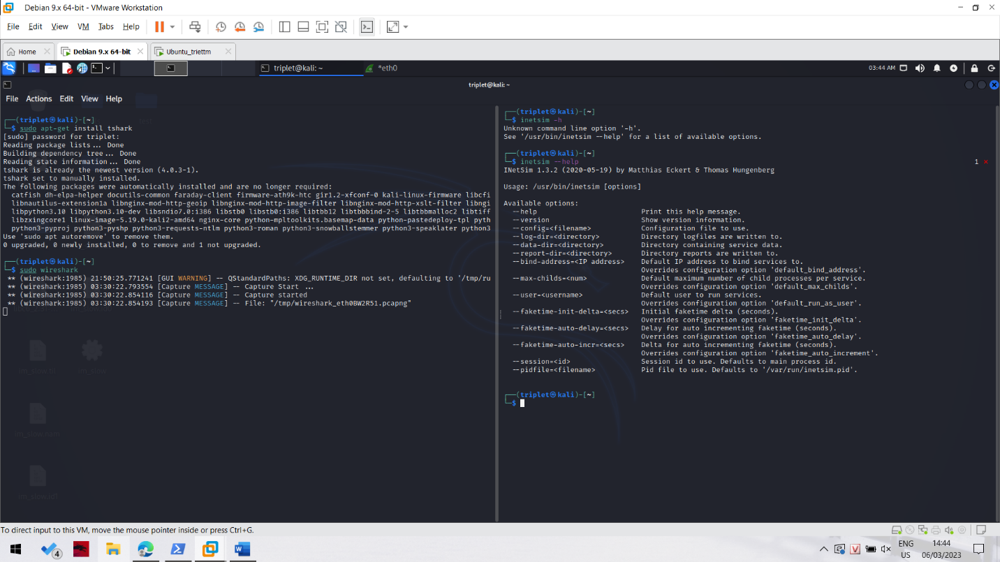 Debian 9.x 64-bit - VMware Workstation
File Edit View VM Tabs Help
Home Debian 9.x 64-bit Ubuntu_triettm
triplet@kali: ~ *eth0 03:44 AM
triplet@kali: ~
File Actions Edit View Help
┌──(triplet㉿kali)-[~]
└─$ sudo apt-get install tshark
[sudo] password for triplet:
Reading package lists... Done
Building dependency tree... Done
Reading state information... Done
tshark is already the newest version (4.0.3-1).
tshark set to manually installed.
The following packages were automatically installed and are no longer required:
catfish dh-elpa-helper docutils-common faraday-client firmware-ath9k-htc gir1.2-xfconf-0 kali-linux-firmware libcfi
libnautilus-extension1a libnginx-mod-http-geoip libnginx-mod-http-image-filter libnginx-mod-http-xslt-filter libngi
libpython3.10 libpython3.10-dev libsndio7.0:i386 libstb0 libstb0:i386 libtbb12 libtbbbind-2-5 libtbbmalloc2 libtiff
libzxingcore1 linux-image-5.19.0-kali2-amd64 nginx-core python-mpltoolkits.basemap-data python-pastedeploy-tpl pyth
python3-pyproj python3-pyshp python3-requests-ntlm python3-roman python3-snowballstemmer python3-speaklater python3
Use 'sudo apt autoremove' to remove them.
0 upgraded, 0 newly installed, 0 to remove and 1 not upgraded.
┌──(triplet㉿kali)-[~]
└─$ sudo wireshark
** (wireshark:1985) 21:50:25.771241 [GUI WARNING] -- QStandardPaths: XDG_RUNTIME_DIR not set, defaulting to '/tmp/ru
** (wireshark:1985) 03:30:22.793554 [Capture MESSAGE] -- Capture Start ...
** (wireshark:1985) 03:30:22.854116 [Capture MESSAGE] -- Capture started
** (wireshark:1985) 03:30:22.854193 [Capture MESSAGE] -- File: "/tmp/wireshark_eth0BW2R51.pcapng"
┌──(triplet㉿kali)-[~]
└─$ inetsim -h
Unknown command line option '-h'.
See '/usr/bin/inetsim --help' for a list of available options.
┌──(triplet㉿kali)-[~]
└─$ inetsim --help 1 ×
INetSim 1.3.2 (2020-05-19) by Matthias Eckert & Thomas Hungenberg
Usage: /usr/bin/inetsim [options]
Available options:
--help Print this help message.
--version Show version information.
--config=<filename> Configuration file to use.
--log-dir=<directory> Directory logfiles are written to.
--data-dir=<directory> Directory containing service data.
--report-dir=<directory> Directory reports are written to.
--bind-address=<IP address> Default IP address to bind services to.
Overrides configuration option 'default_bind_address'.
--max-childs=<num> Default maximum number of child processes per service.
Overrides configuration option 'default_max_childs'.
--user=<username> Default user to run services.
Overrides configuration option 'default_run_as_user'.
--faketime-init-delta=<secs> Initial faketime delta (seconds).
Overrides configuration option 'faketime_init_delta'.
--faketime-auto-delay=<secs> Delay for auto incrementing faketime (seconds).
Overrides configuration option 'faketime_auto_delay'.
--faketime-auto-incr=<secs> Delta for auto incrementing faketime (seconds).
Overrides configuration option 'faketime_auto_increment'.
--session=<id> Session id to use. Defaults to main process id.
--pidfile=<filename> Pid file to use. Defaults to '/var/run/inetsim.pid'.
┌──(triplet㉿kali)-[~]
└─$
To direct input to this VM, move the mouse pointer inside or press Ctrl+G.
4
ENG
US
14:44
06/03/2023